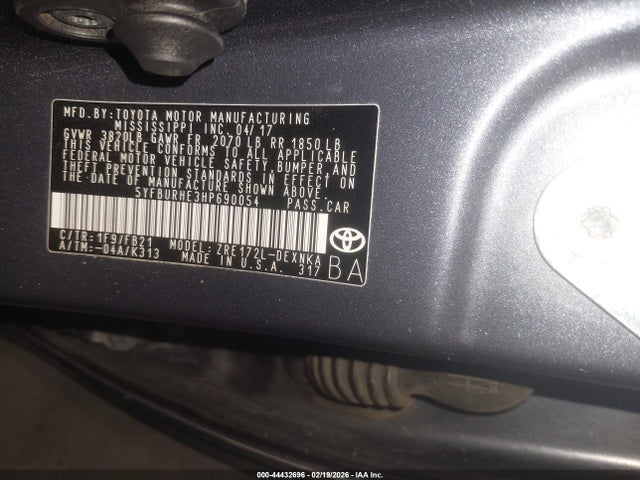 MFD. BY: TOYOTA MOTOR MANUFACTURING
MISSISSIPPI INC. 04/17
GVWR 3820LB GAWR FR 2070 LB RR 1850 LB
THIS VEHICLE CONFORMS TO ALL APPLICABLE
FEDERAL MOTOR VEHICLE SAFETY, BUMPER, AND
THEFT PREVENTION STANDARDS IN EFFECT ON
THE DATE OF MANUFACTURE SHOWN ABOVE.
5YFBURHE3HP690054 PASS.CAR
C/TR: 1F9/FB21 MODEL: ZRE172L-DEXNKA
A/TM: -04A/K313 MADE IN U.S.A. 317
BA
000-44432696 - 02/19/2026 - IAA Inc.